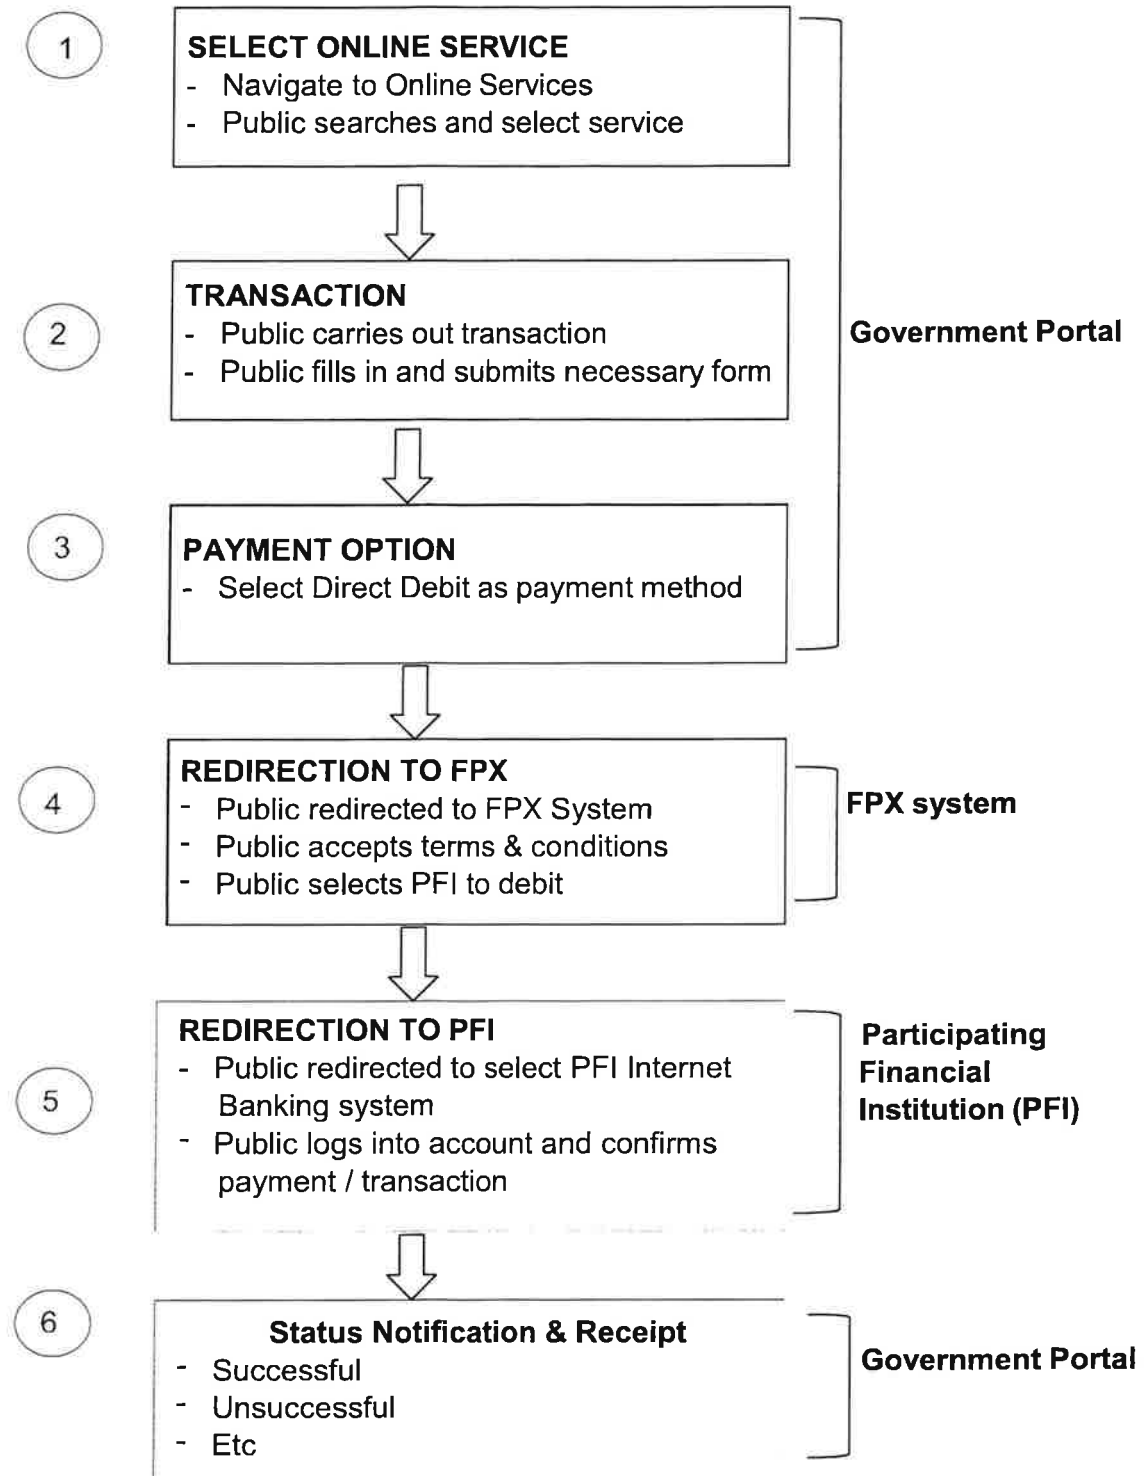 1
SELECT ONLINE SERVICE
- Navigate to Online Services
- Public searches and select service
2
TRANSACTION
- Public carries out transaction
- Public fills in and submits necessary form
Government Portal
3
PAYMENT OPTION
- Select Direct Debit as payment method
4
REDIRECTION TO FPX
- Public redirected to FPX System
- Public accepts terms & conditions
- Public selects PFI to debit
FPX system
5
REDIRECTION TO PFI
- Public redirected to select PFI Internet
Banking system
- Public logs into account and confirms
payment / transaction
Participating
Financial
Institution (PFI)
6
Status Notification & Receipt
- Successful
- Unsuccessful
- Etc
Government Portal